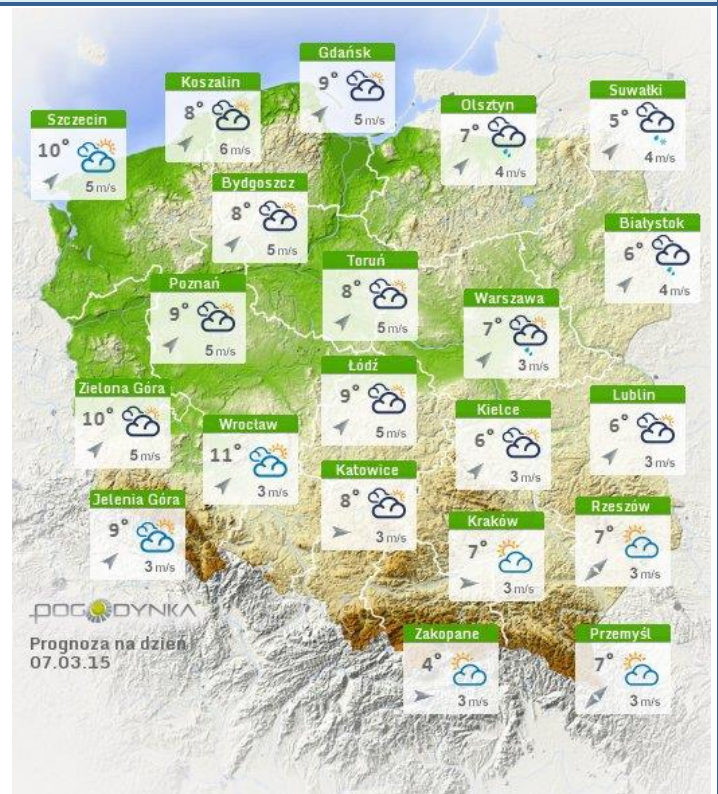 Gdańsk
9°
5 m/s
Koszalin
8°
6 m/s
Suwałki
5°
4 m/s
Olsztyn
7°
4 m/s
Szczecin
10°
5 m/s
Bydgoszcz
8°
5 m/s
Białystok
6°
4 m/s
Toruń
8°
5 m/s
Poznań
9°
5 m/s
Warszawa
7°
3 m/s
Łódź
9°
5 m/s
Zielona Góra
10°
5 m/s
Lublin
6°
3 m/s
Kielce
6°
3 m/s
Wrocław
11°
3 m/s
Katowice
8°
3 m/s
Jelenia Góra
9°
3 m/s
Rzeszów
7°
3 m/s
Kraków
7°
3 m/s
POGODYNKA
Prognoza na dzień
07.03.15
Zakopane
4°
3 m/s
Przemyśl
7°
3 m/s